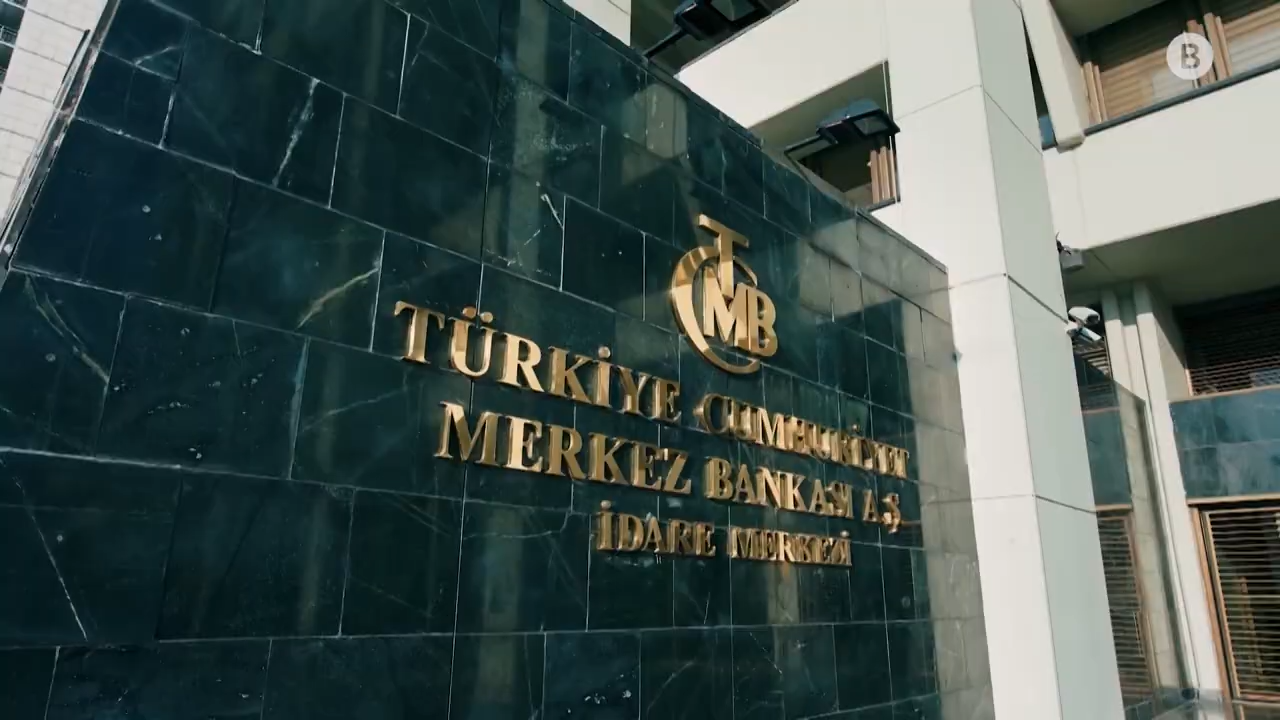 B
TCMB
TÜRKİYE CUMHURİYET
MERKEZ BANKASI A.Ş
İDARE MERKEZİ